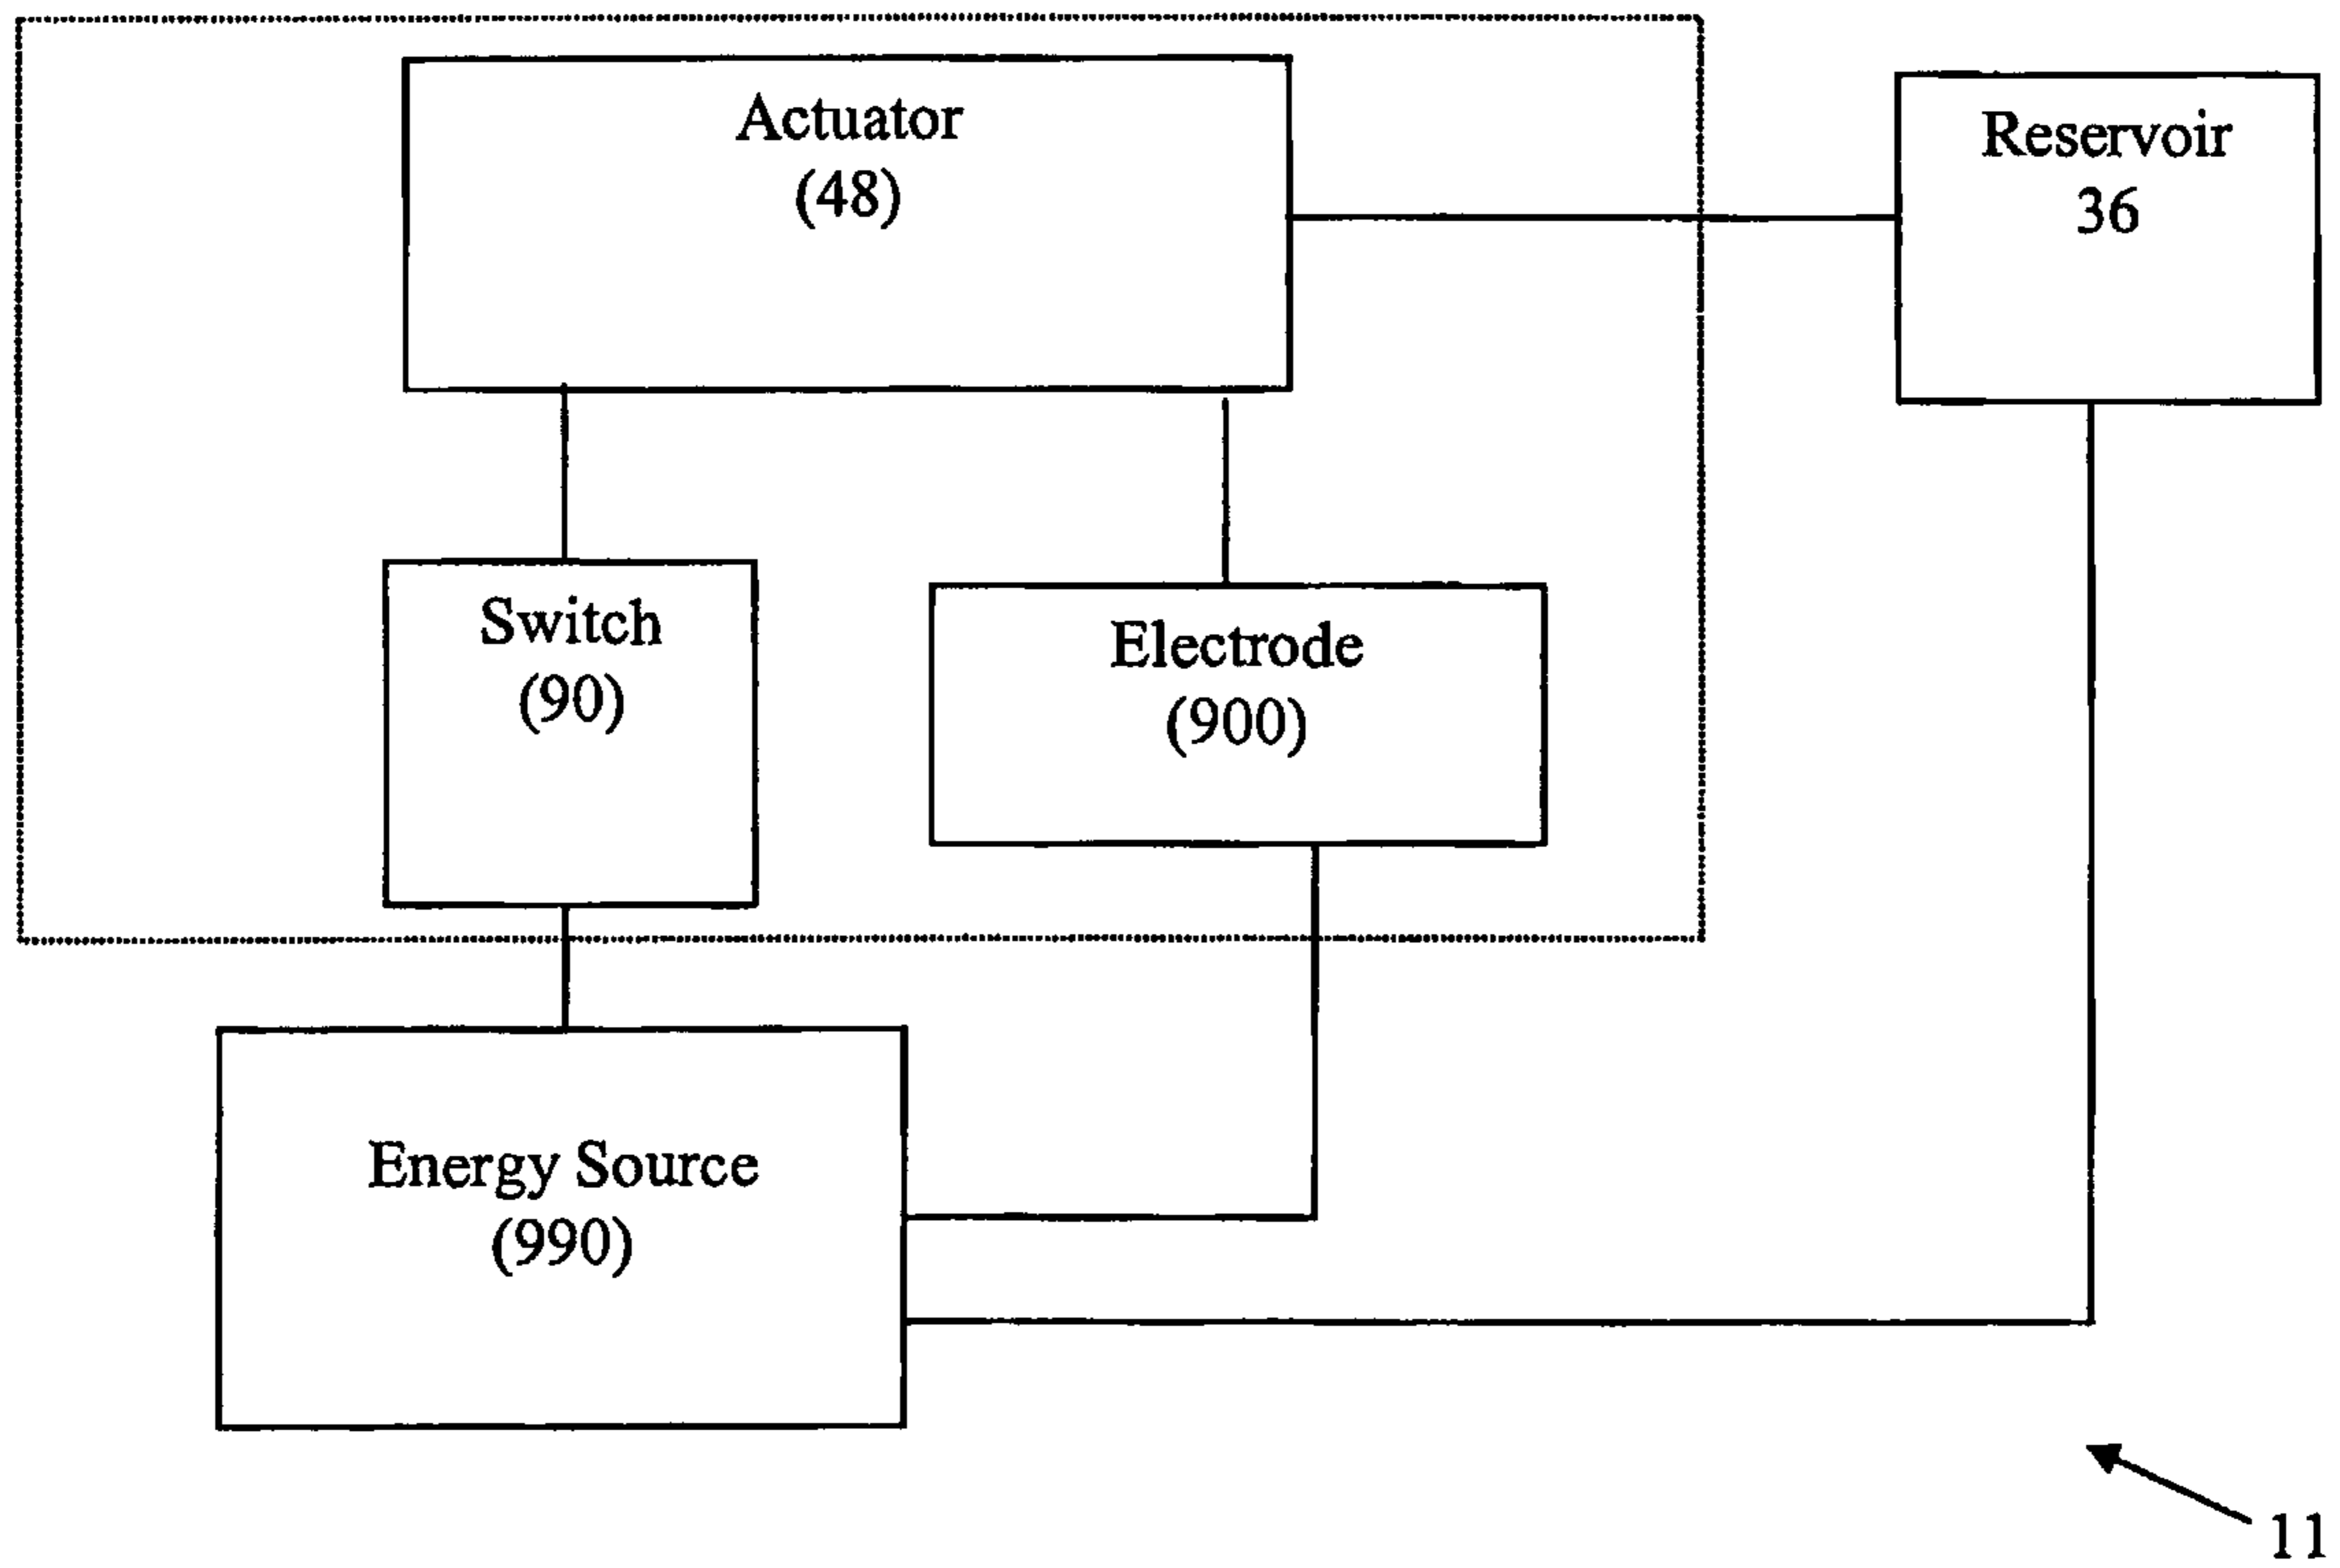 Actuator
(48)
Reservoir
36
Switch
(90)
Electrode
(900)
Energy Source
(990)
11